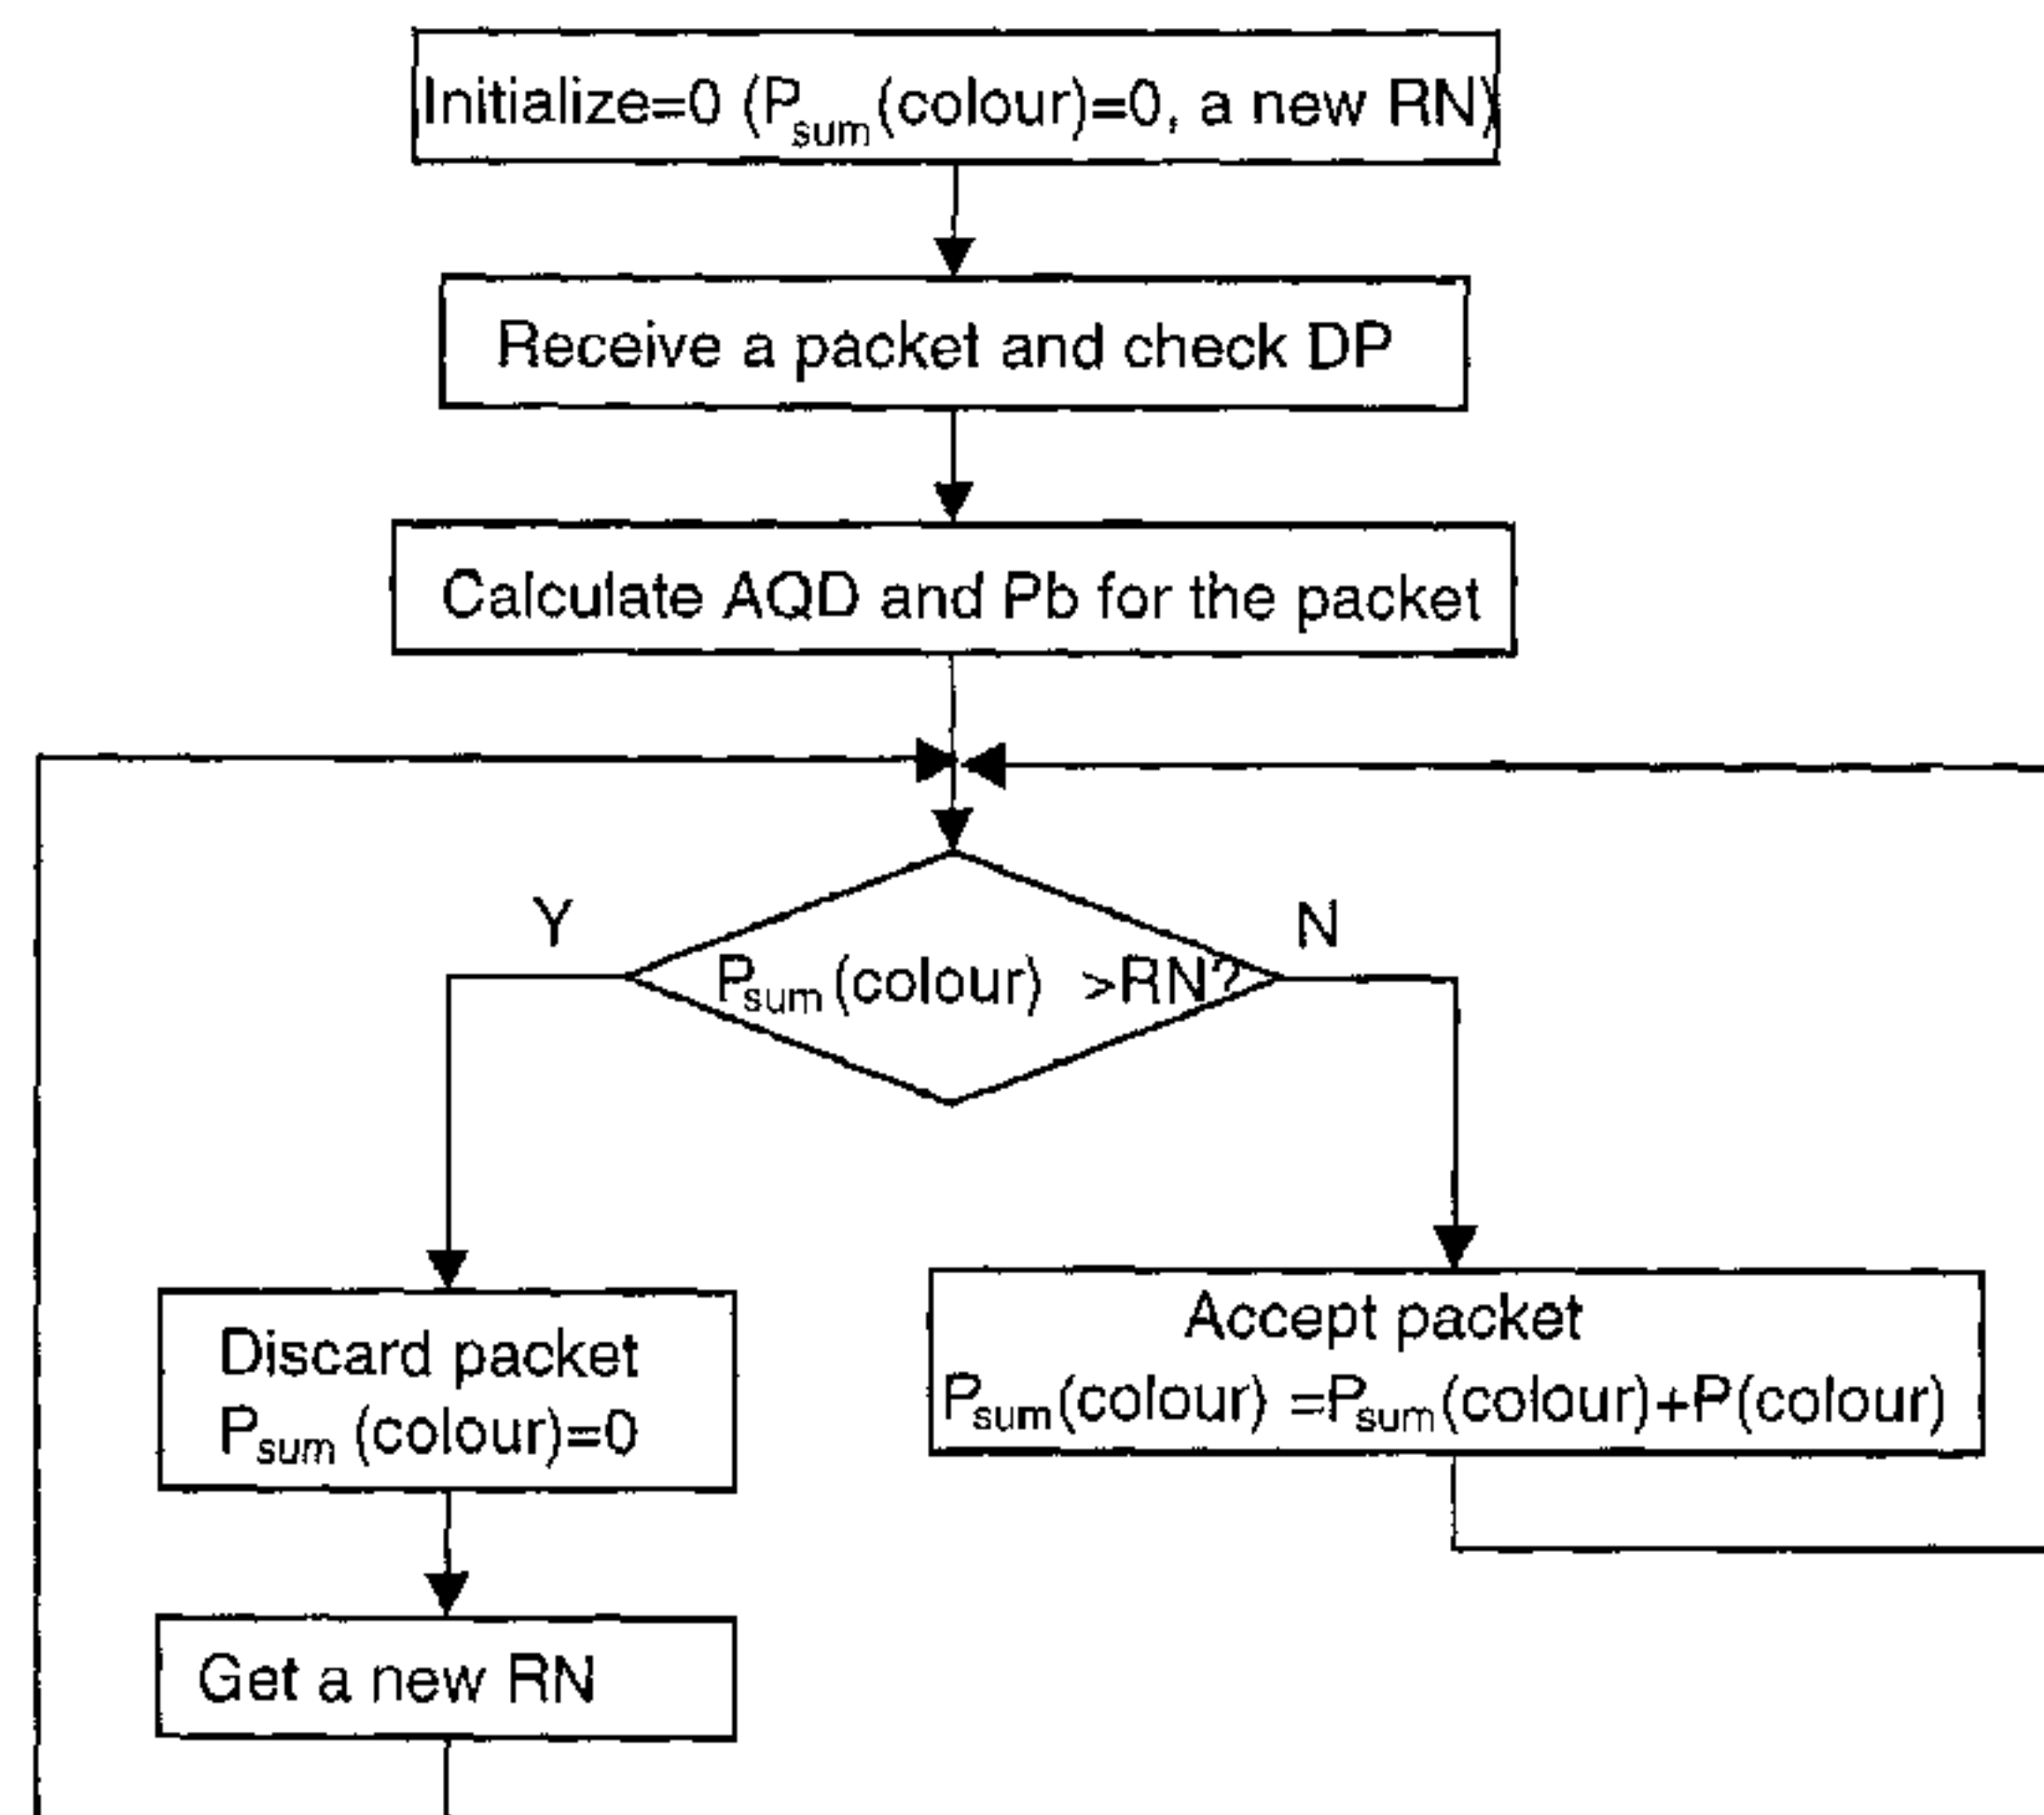 Initialize=0 (Psum(colour)=0, a new RN)
Receive a packet and check DP
Calculate AQD and Pb for the packet
Y
N
Psum(colour) >RN?
Accept packet
Psum(colour) =Psum(colour)+P(colour)
Discard packet
Psum (colour)=0
Get a new RN